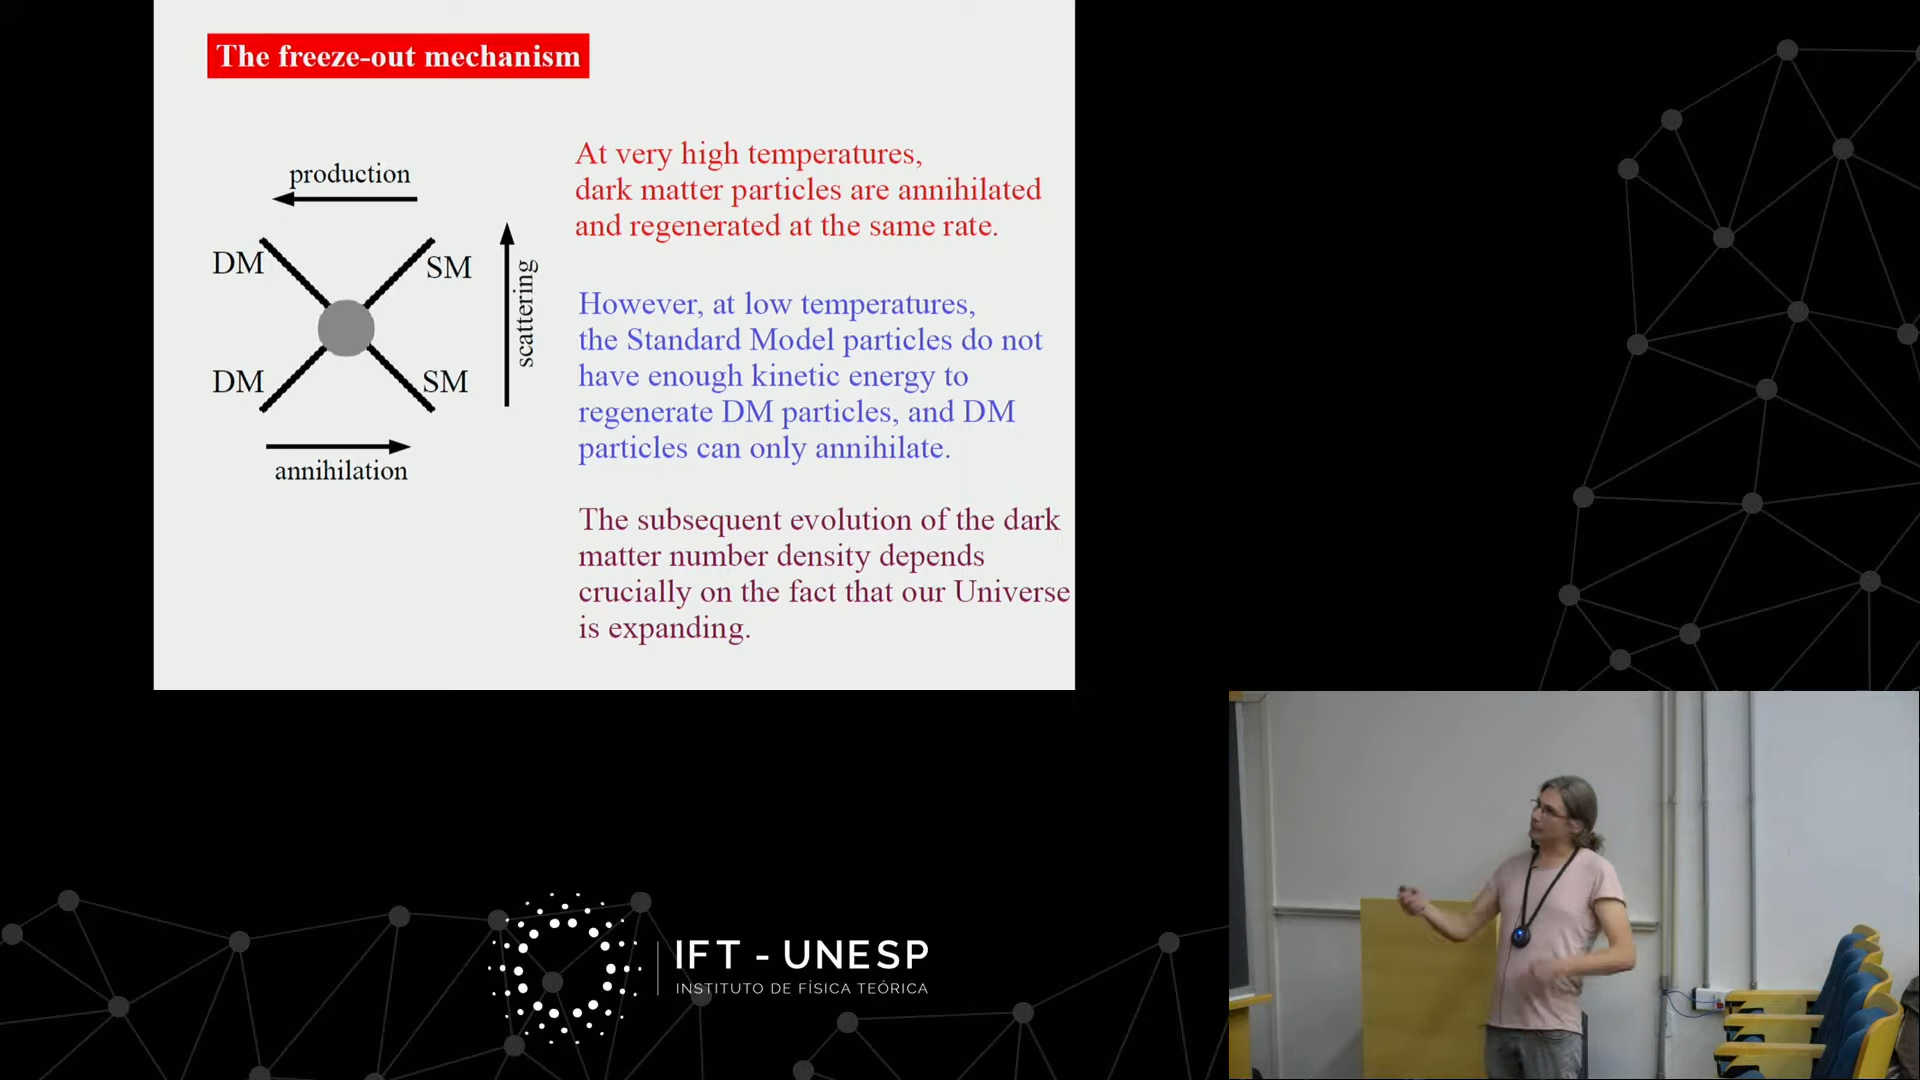 The freeze-out mechanism
production
DM
SM
scattering
DM
SM
annihilation
At very high temperatures,
dark matter particles are annihilated
and regenerated at the same rate.
However, at low temperatures,
the Standard Model particles do not
have enough kinetic energy to
regenerate DM particles, and DM
particles can only annihilate.
The subsequent evolution of the dark
matter number density depends
crucially on the fact that our Universe
is expanding.
IFT - UNESP
INSTITUTO DE FÍSICA TEÓRICA